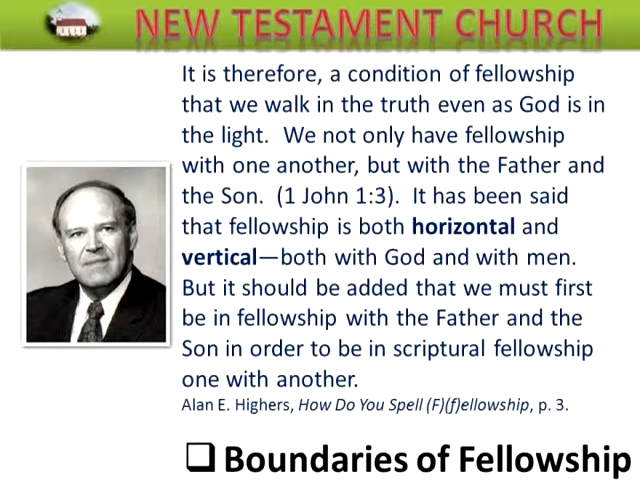 NEW TESTAMENT CHURCH
It is therefore, a condition of fellowship
that we walk in the truth even as God is in
the light.  We not only have fellowship
with one another, but with the Father and
the Son.  (1 John 1:3).  It has been said
that fellowship is both horizontal and
vertical—both with God and with men.
But it should be added that we must first
be in fellowship with the Father and the
Son in order to be in scriptural fellowship
one with another.
Alan E. Highers, How Do You Spell (F)(f)ellowship, p. 3.
❑ Boundaries of Fellowship